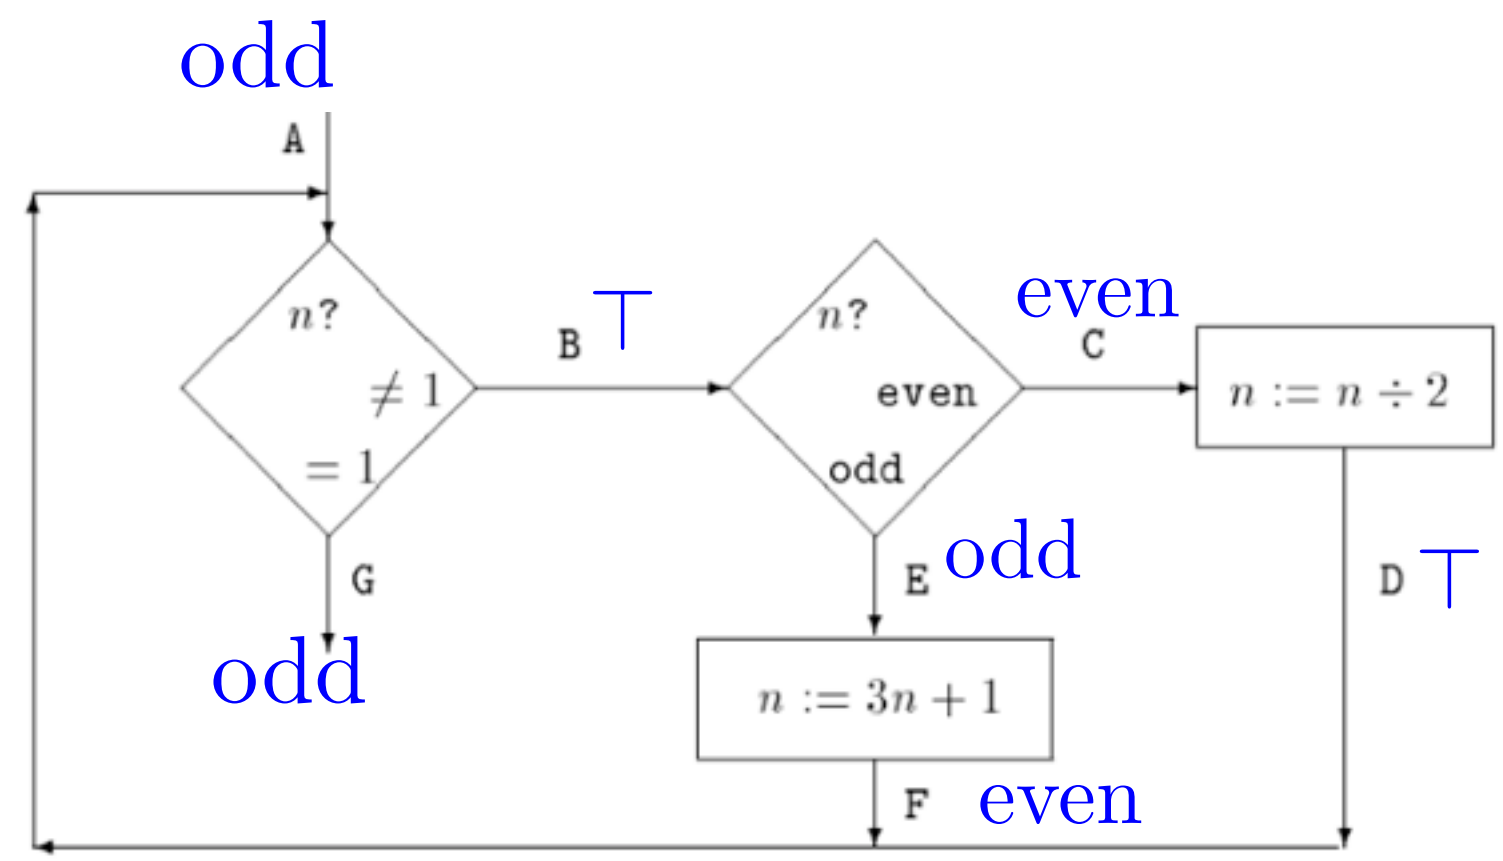 odd
A
n?
≠ 1
= 1
B ⊤
n?
even
odd
even
C
n := n ÷ 2
G
odd
E odd
D ⊤
n := 3n + 1
F even